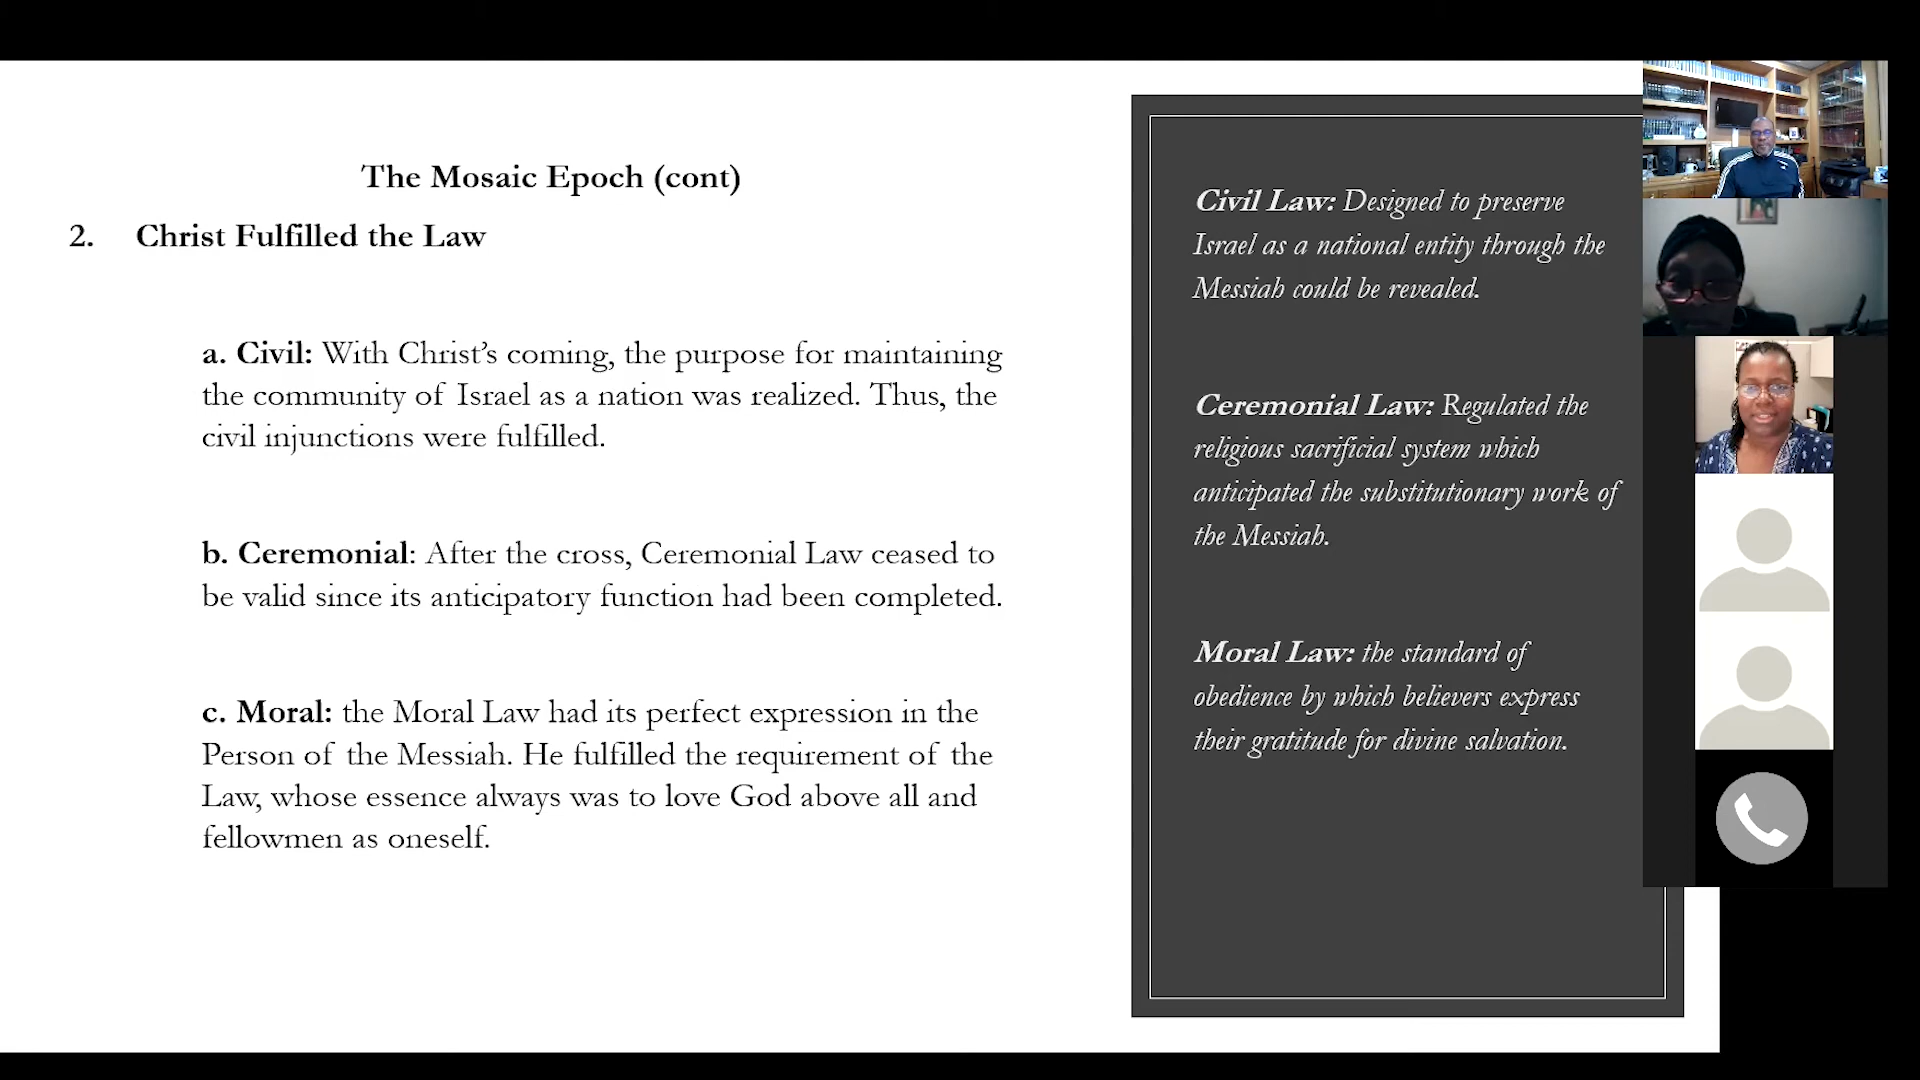 The Mosaic Epoch (cont)
2. Christ Fulfilled the Law
a. Civil: With Christ’s coming, the purpose for maintaining
the community of Israel as a nation was realized. Thus, the
civil injunctions were fulfilled.
b. Ceremonial: After the cross, Ceremonial Law ceased to
be valid since its anticipatory function had been completed.
c. Moral: the Moral Law had its perfect expression in the
Person of the Messiah. He fulfilled the requirement of the
Law, whose essence always was to love God above all and
fellowmen as oneself.
Civil Law: Designed to preserve
Israel as a national entity through the
Messiah could be revealed.
Ceremonial Law: Regulated the
religious sacrificial system which
anticipated the substitutionary work of
the Messiah.
Moral Law: the standard of
obedience by which believers express
their gratitude for divine salvation.